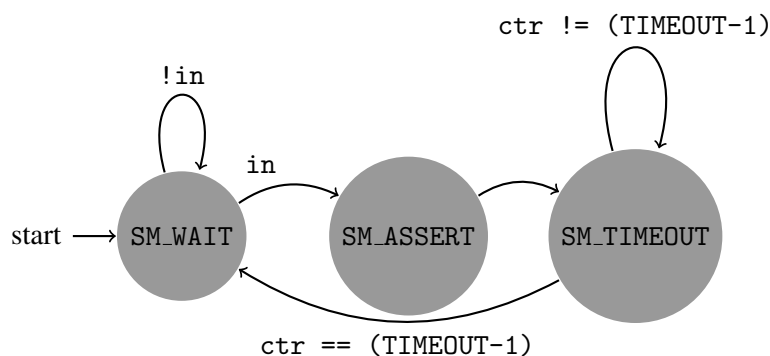 ctr != (TIMEOUT-1)
!in
in
start
SM_WAIT
SM_ASSERT
SM_TIMEOUT
ctr == (TIMEOUT-1)